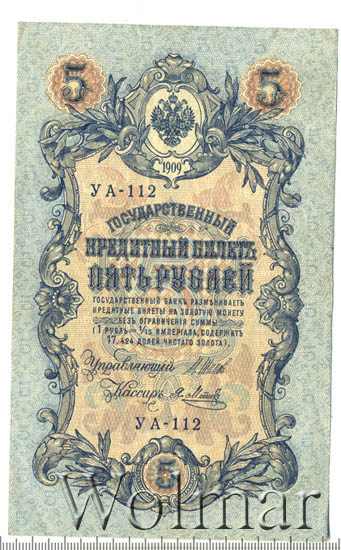 5 5
1909
УА-112
ГОСУДАРСТВЕННЫЙ
КРЕДИТНЫЙ БИЛЕТЪ
ПЯТЬ РУБЛЕЙ
ГОСУДАРСТВЕННЫЙ БАНКЪ РАЗМѢНИВАЕТЪ
КРЕДИТНЫЕ БИЛЕТЫ НА ЗОЛОТУЮ МОНЕТУ
БЕЗЪ ОГРАНИЧЕНІЯ СУММЫ
(1 РУБЛЬ = 1/15 ИМПЕРІАЛА, СОДЕРЖИТЪ
17,424 ДОЛЕЙ ЧИСТАГО ЗОЛОТА).
Управляющій
Кассиръ
УА-112
5
Wolmar